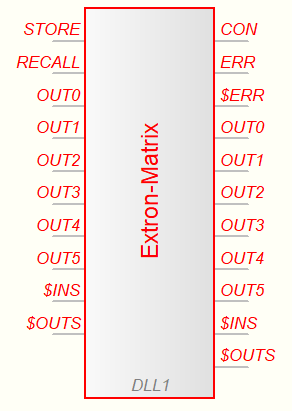 STORE CON
RECALL ERR
OUT0 $ERR
OUT1 OUT0
OUT2 OUT1
OUT3 OUT2
OUT4 OUT3
OUT5 OUT4
$INS OUT5
$OUTS $INS
$OUTS
Extron-Matrix
DLL1